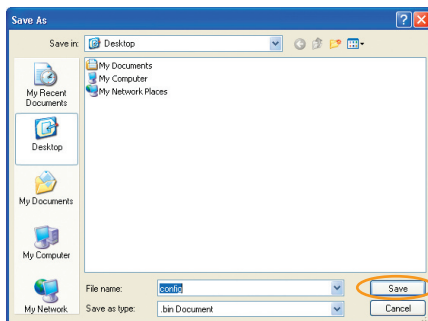 Save As
Save in:
Desktop
My Recent
Documents
Desktop
My Documents
My Computer
My Network
My Documents
My Computer
My Network Places
File name:
config
Save
Save as type:
.bin Document
Cancel